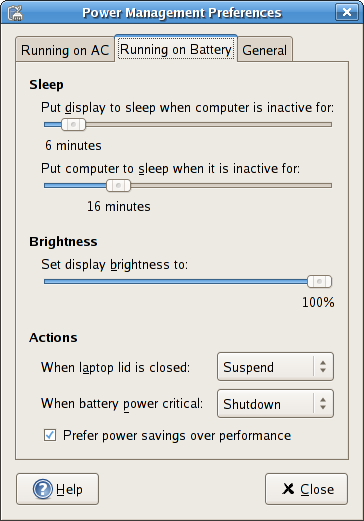 Power Management Preferences
Running on AC
Running on Battery
General
Sleep
Put display to sleep when computer is inactive for:
6 minutes
Put computer to sleep when it is inactive for:
16 minutes
Brightness
Set display brightness to:
100%
Actions
When laptop lid is closed:
Suspend
When battery power critical:
Shutdown
Prefer power savings over performance
Help
Close